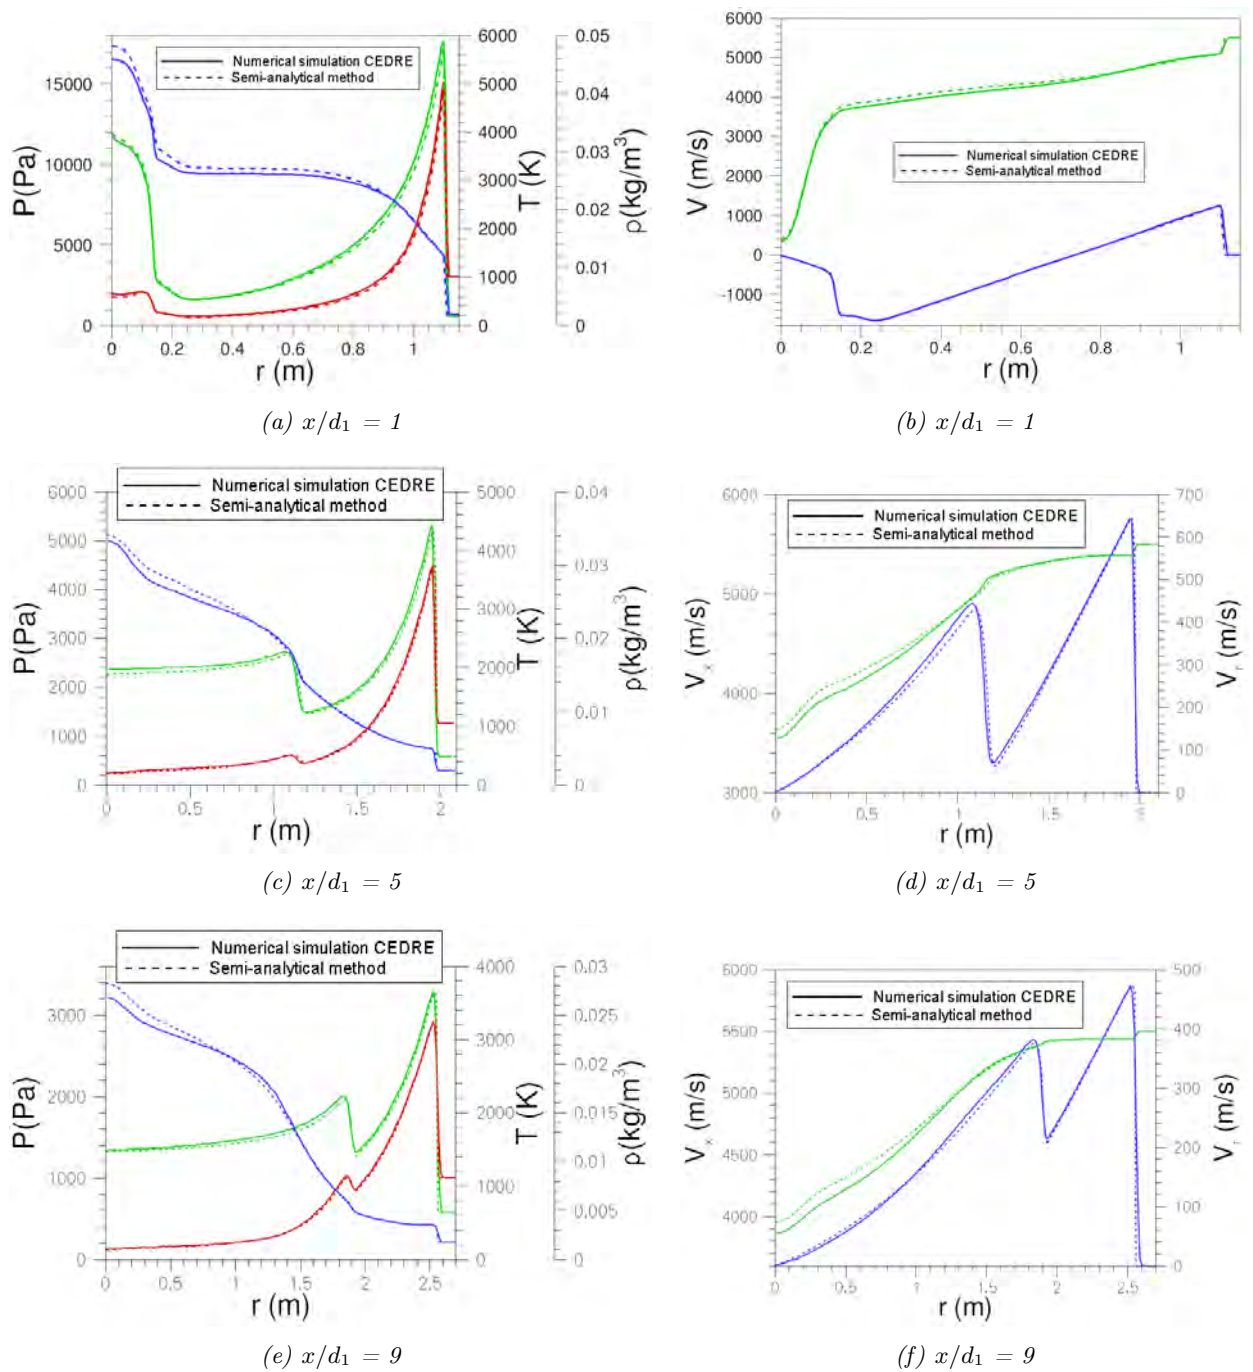 Numerical simulation CEDRE
Semi-analytical method
P(Pa)
15000
10000
5000
0
6000
5000
4000
3000
2000
1000
0
T (K)
0.05
0.04
0.03
0.02
0.01
0
ρ(kg/m³)
0 0.2 0.4 0.6 0.8 1
r (m)
(a) x/d₁ = 1
6000
5000
4000
3000
2000
1000
0
-1000
V (m/s)
Numerical simulation CEDRE
Semi-analytical method
0 0.2 0.4 0.6 0.8 1
r (m)
(b) x/d₁ = 1
Numerical simulation CEDRE
Semi-analytical method
6000
5000
4000
3000
2000
1000
0
P(Pa)
5000
4000
3000
2000
1000
0
T (K)
0.04
0.03
0.02
0.01
0
ρ(kg/m³)
0 0.5 1 1.5 2
r (m)
(c) x/d₁ = 5
Numerical simulation CEDRE
Semi-analytical method
6000
5000
4000
3000
Vₓ (m/s)
700
600
500
400
300
200
100
0
Vᵣ (m/s)
0 0.5 1 1.5 2
r (m)
(d) x/d₁ = 5
Numerical simulation CEDRE
Semi-analytical method
3000
2000
1000
0
P(Pa)
4000
3000
2000
1000
0
T (K)
0.03
0.025
0.02
0.015
0.01
0.005
0
ρ(kg/m³)
0 0.5 1 1.5 2 2.5
r (m)
(e) x/d₁ = 9
Numerical simulation CEDRE
Semi-analytical method
6000
5500
5000
4500
4000
Vₓ (m/s)
500
400
300
200
100
0
Vᵣ (m/s)
0 0.5 1 1.5 2 2.5
r (m)
(f) x/d₁ = 9